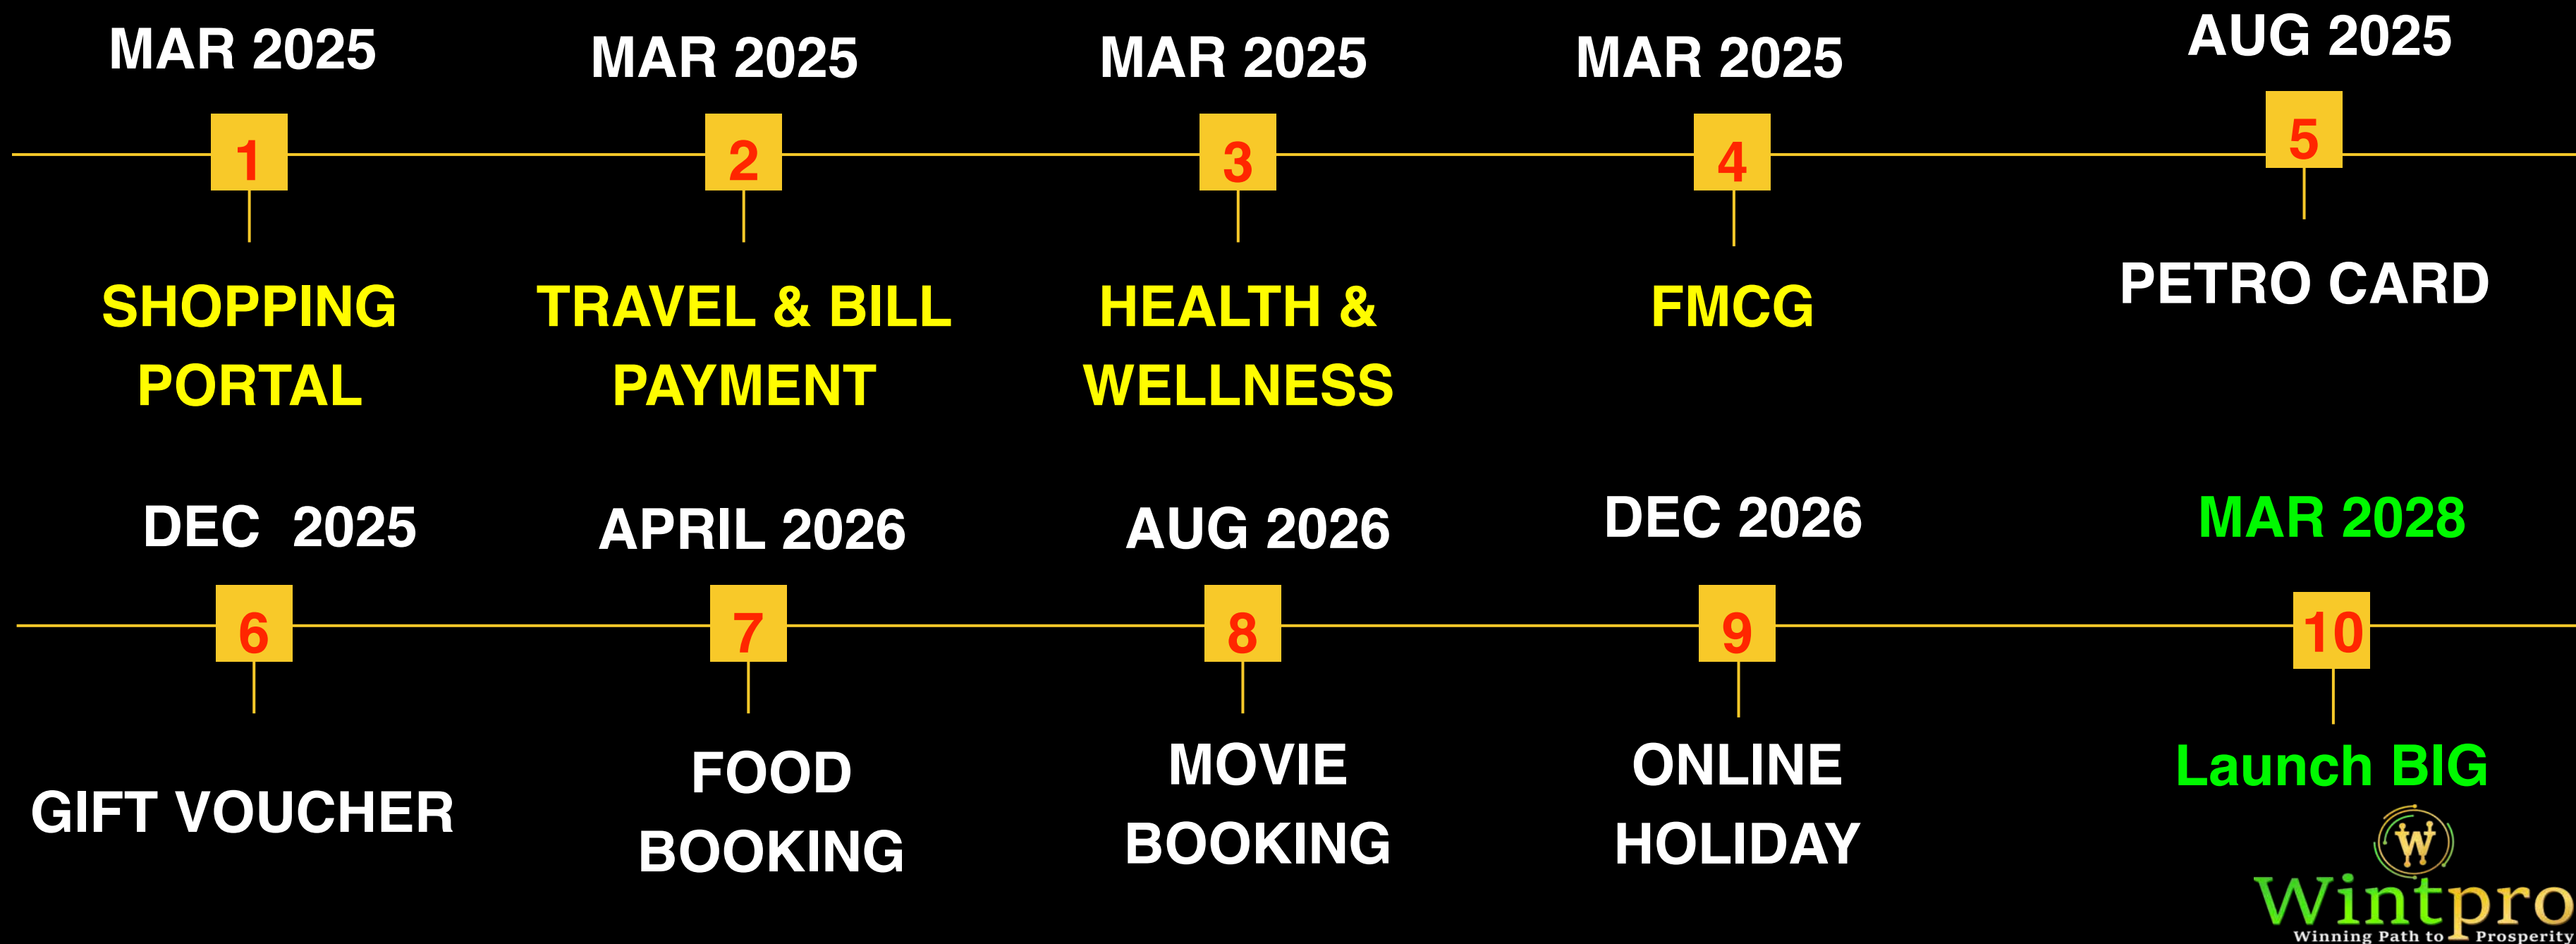 MAR 2025
MAR 2025
MAR 2025
MAR 2025
AUG 2025
1
2
3
4
5
SHOPPING
PORTAL
TRAVEL & BILL
PAYMENT
HEALTH &
WELLNESS
FMCG
PETRO CARD
DEC 2025
APRIL 2026
AUG 2026
DEC 2026
MAR 2028
6
7
8
9
10
GIFT VOUCHER
FOOD
BOOKING
MOVIE
BOOKING
ONLINE
HOLIDAY
Launch BIG
W
Wintpro
Winning Path to Prosperity